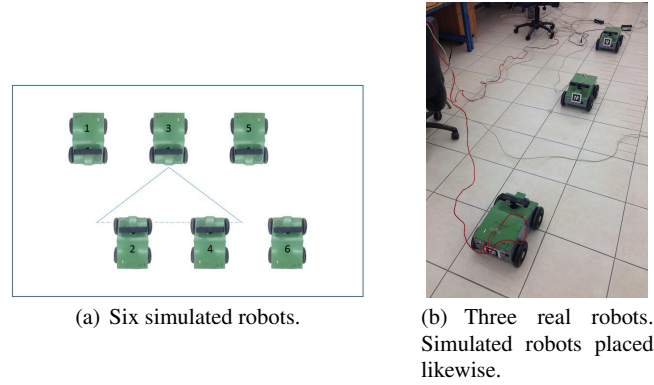 1 3 5
2 4 6
(a) Six simulated robots.
(b) Three real robots.
Simulated robots placed
likewise.